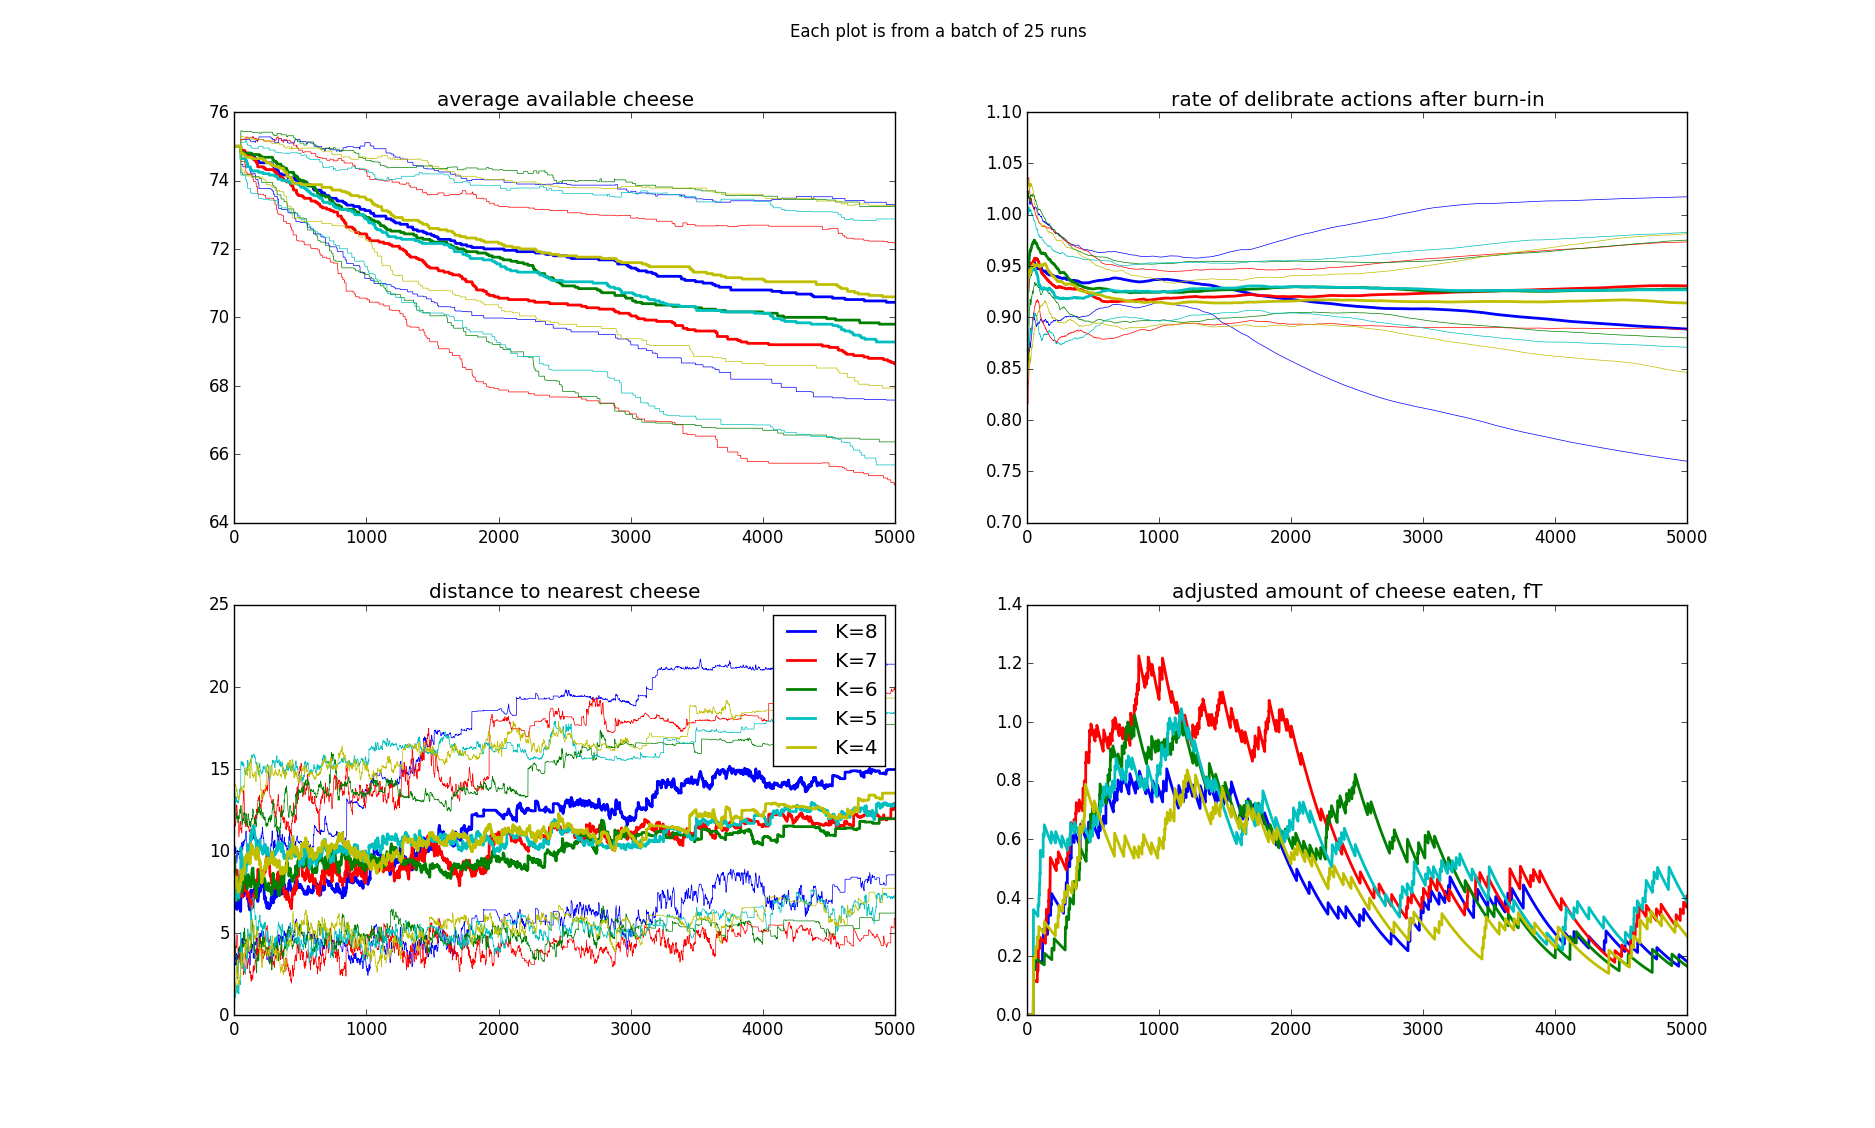 Each plot is from a batch of 25 runs
average available cheese
76
74
72
70
68
66
64
0 1000 2000 3000 4000 5000
rate of delibrate actions after burn-in
1.10
1.05
1.00
0.95
0.90
0.85
0.80
0.75
0.70
0 1000 2000 3000 4000 5000
distance to nearest cheese
25
20
15
10
5
0
0 1000 2000 3000 4000 5000
K=8
K=7
K=6
K=5
K=4
adjusted amount of cheese eaten, fT
1.4
1.2
1.0
0.8
0.6
0.4
0.2
0.0
0 1000 2000 3000 4000 5000